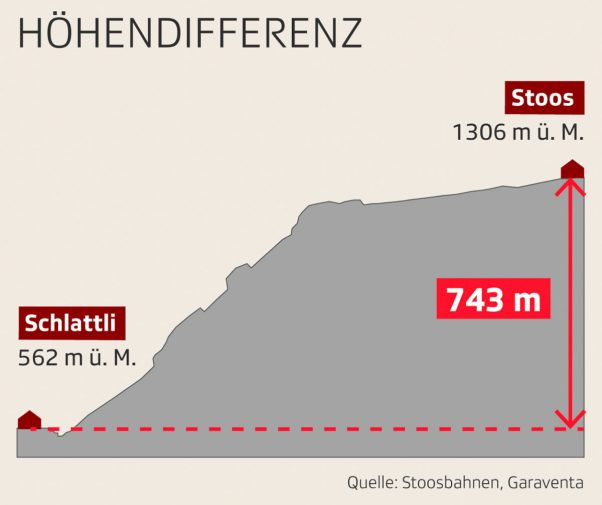 HÖHENDIFFERENZ
Stoos
1306 m ü. M.
743 m
Schlattli
562 m ü. M.
Quelle: Stoosbahnen, Garaventa